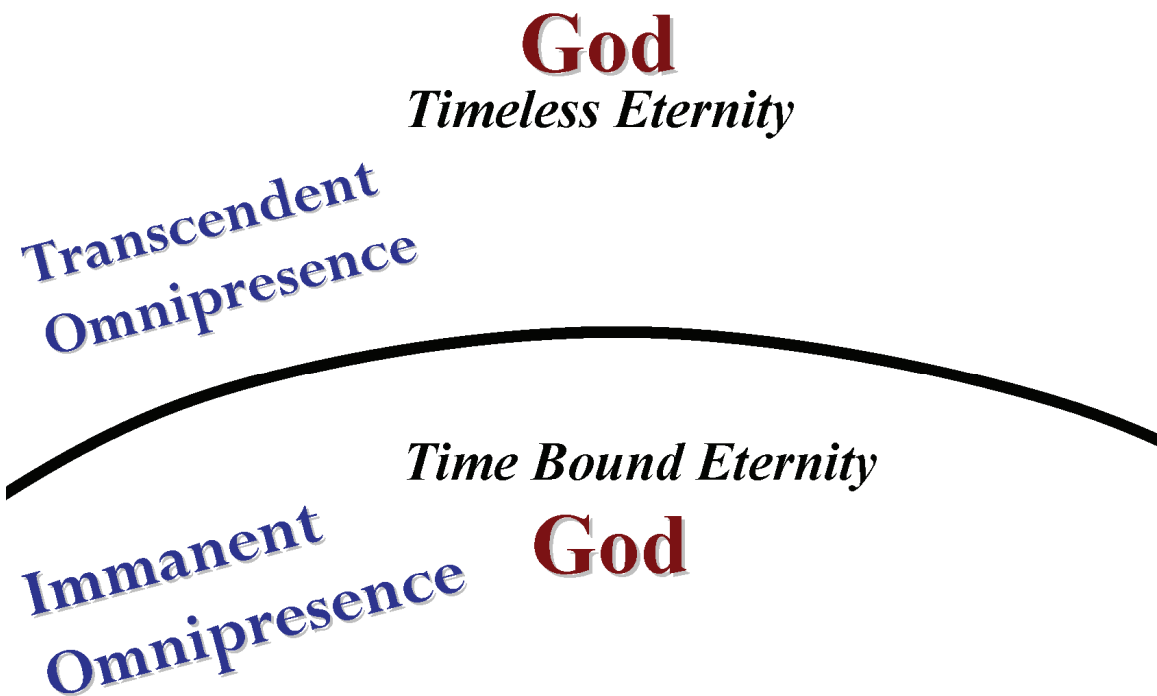 God
Timeless Eternity
Transcendent
Omnipresence
Time Bound Eternity
God
Immanent
Omnipresence